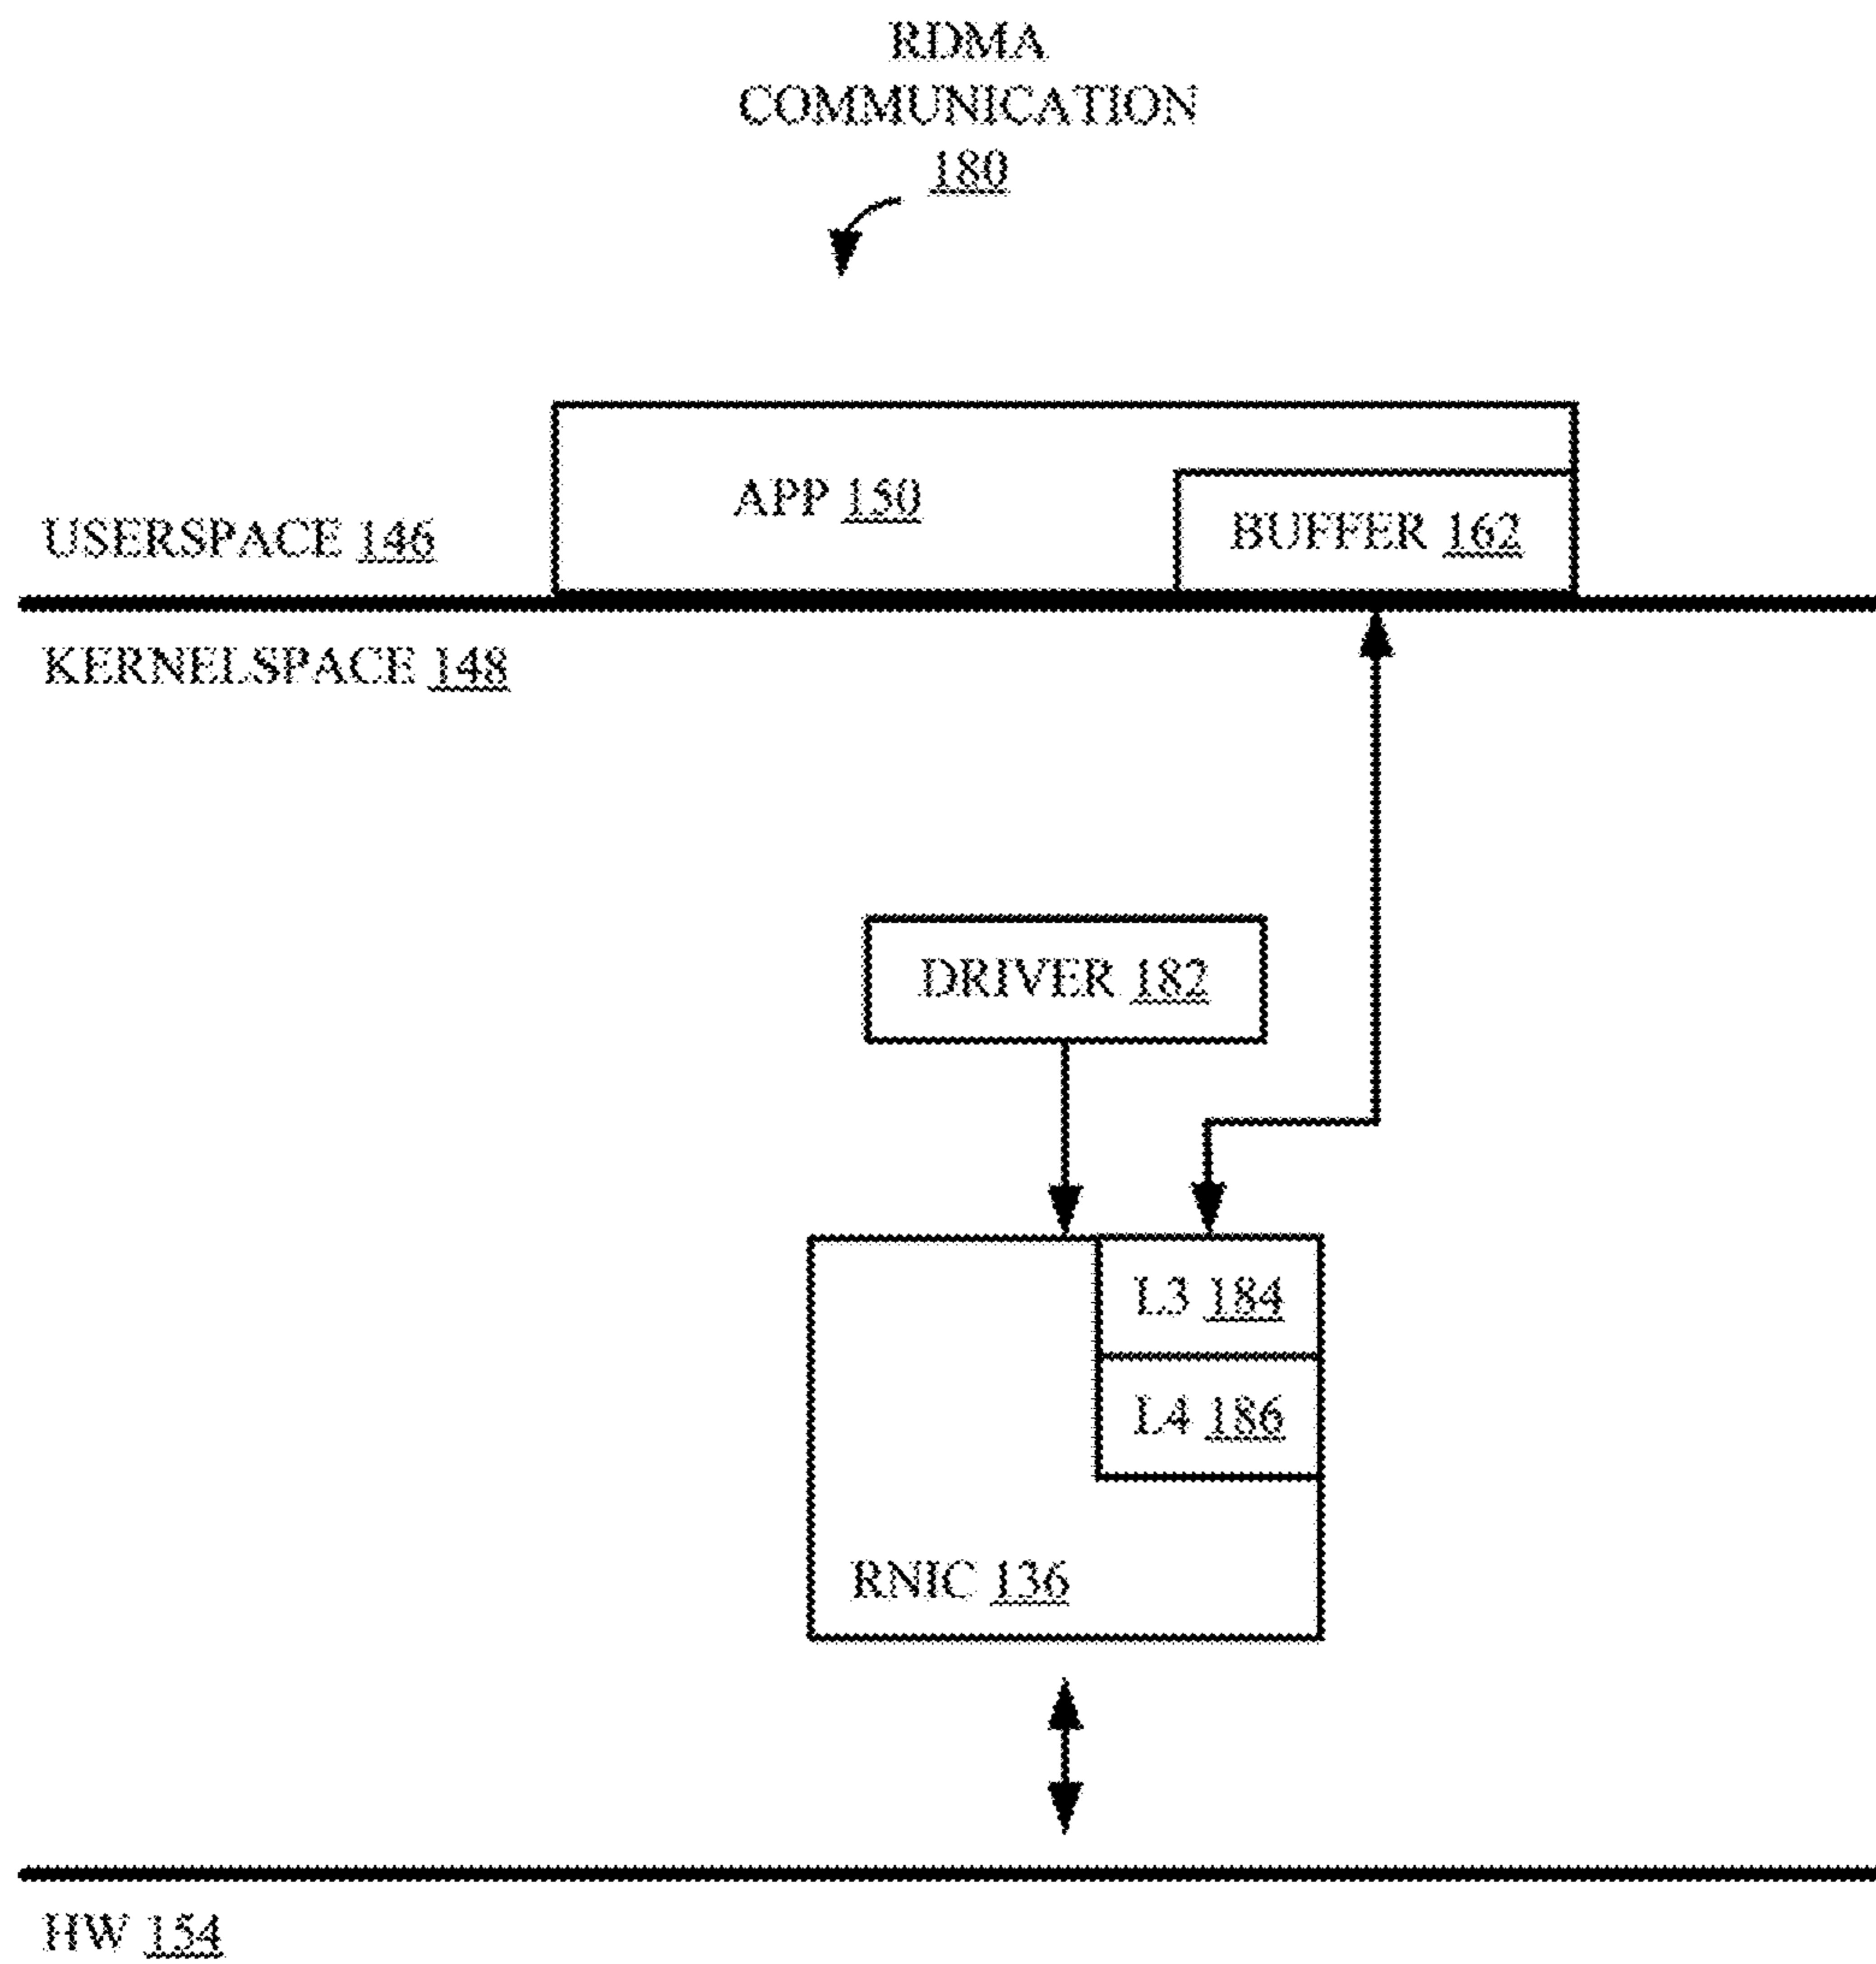 RDMA
COMMUNICATION
180
APP 150
BUFFER 162
USERSPACE 146
KERNELSPACE 148
DRIVER 182
L3 184
L4 186
RNIC 136
HW 154